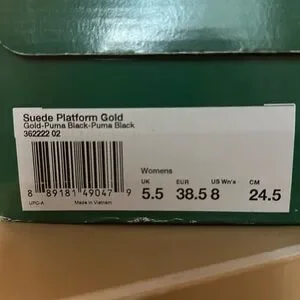 Suede Platform Gold
Gold-Puma Black-Puma Black
362222 02
8 89181 49047 9
UPC-A Made in Vietnam
Womens
UK EUR US Wn's CM
5.5 38.5 8 24.5